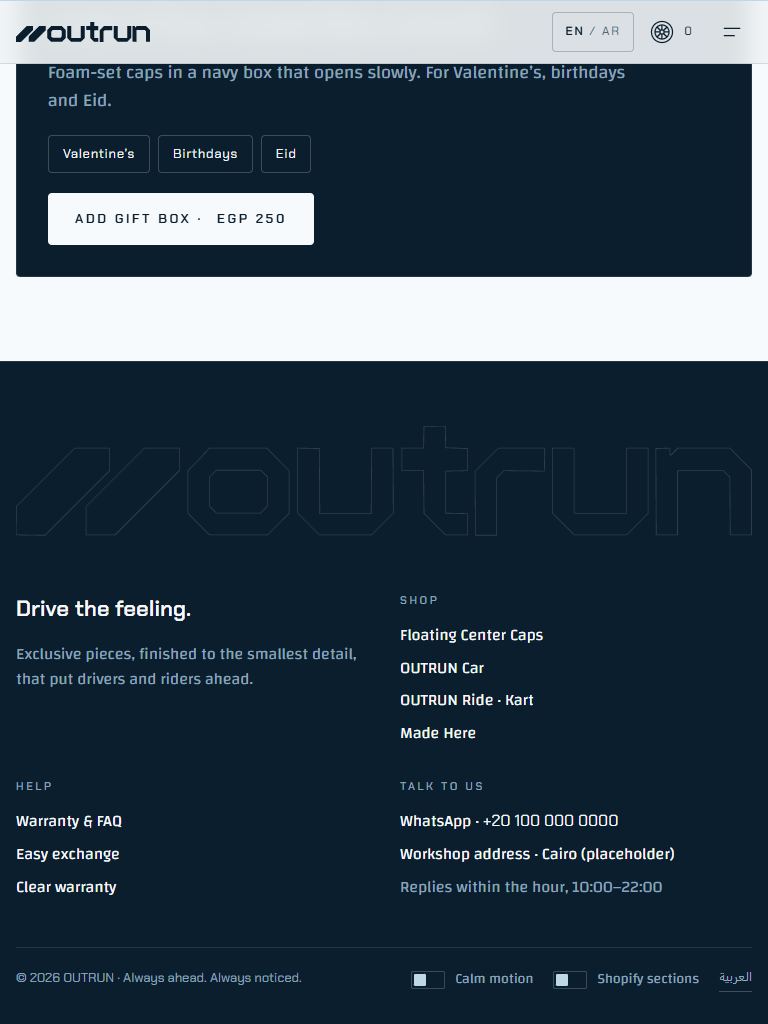 outrun
EN / AR
0
Foam-set caps in a navy box that opens slowly. For Valentine's, birthdays
and Eid.
Valentine's
Birthdays
Eid
ADD GIFT BOX · EGP 250
outrun
Drive the feeling.
Exclusive pieces, finished to the smallest detail,
that put drivers and riders ahead.
SHOP
Floating Center Caps
OUTRUN Car
OUTRUN Ride · Kart
Made Here
HELP
Warranty & FAQ
Easy exchange
Clear warranty
TALK TO US
WhatsApp · +20 100 000 0000
Workshop address · Cairo (placeholder)
Replies within the hour, 10:00–22:00
© 2026 OUTRUN · Always ahead. Always noticed.
Calm motion
Shopify sections
العربية